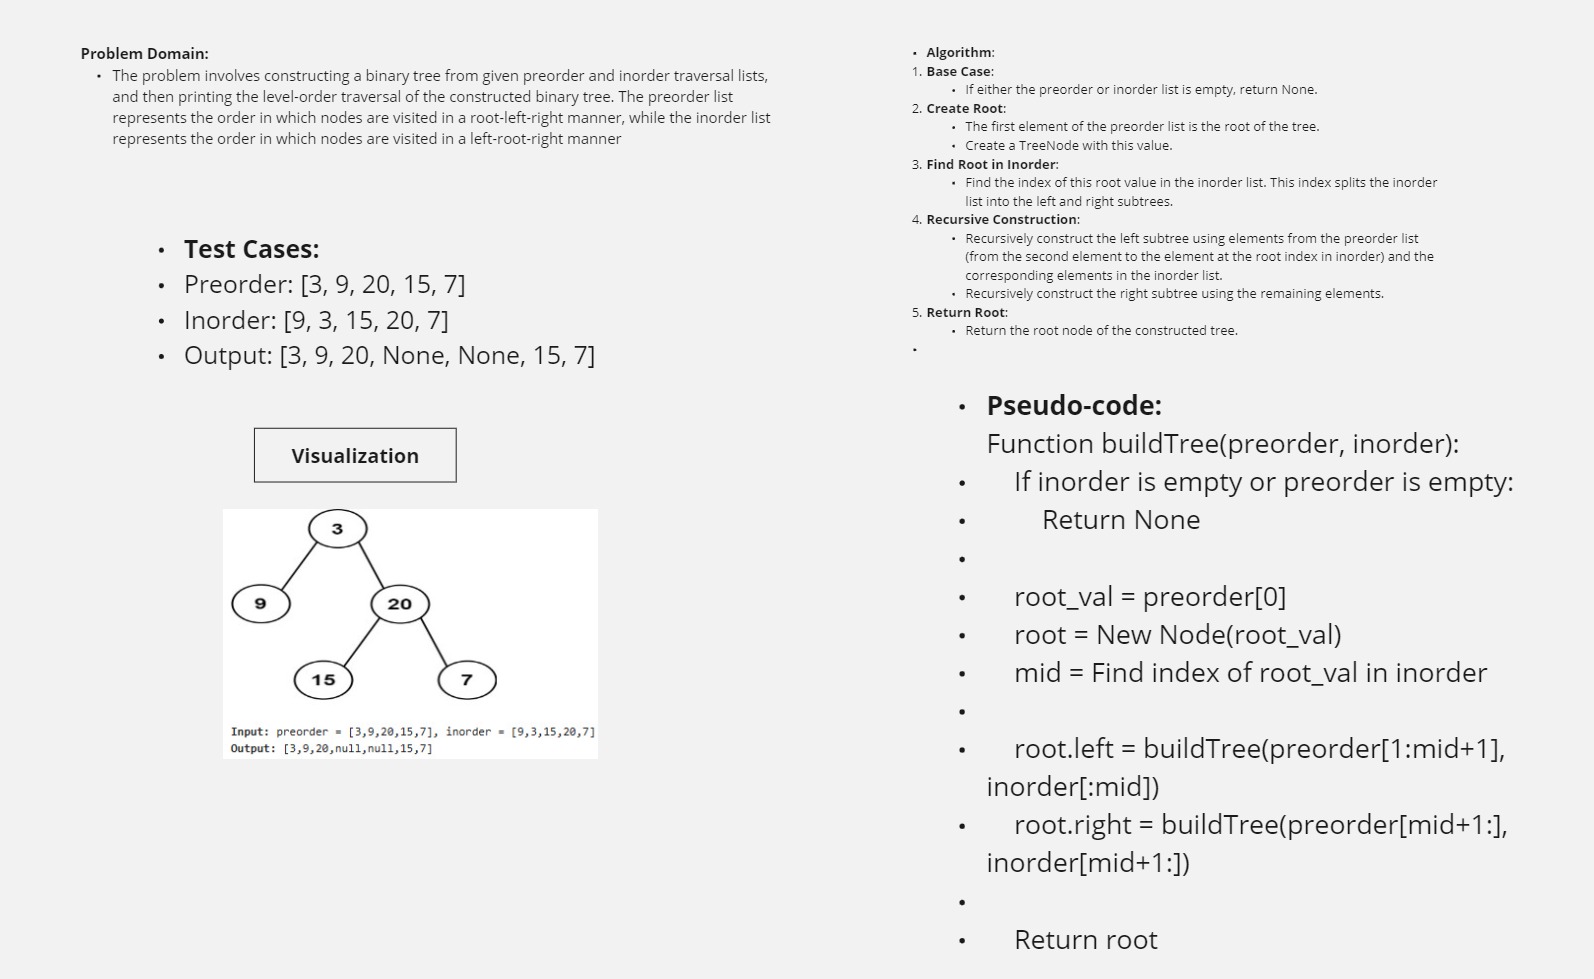 Problem Domain:
• The problem involves constructing a binary tree from given preorder and inorder traversal lists,
and then printing the level-order traversal of the constructed binary tree. The preorder list
represents the order in which nodes are visited in a root-left-right manner, while the inorder list
represents the order in which nodes are visited in a left-root-right manner
• Test Cases:
• Preorder: [3, 9, 20, 15, 7]
• Inorder: [9, 3, 15, 20, 7]
• Output: [3, 9, 20, None, None, 15, 7]
Visualization
3
9
20
15
7
Input: preorder = [3,9,20,15,7], inorder = [9,3,15,20,7]
Output: [3,9,20,null,null,15,7]
• Algorithm:
1. Base Case:
• If either the preorder or inorder list is empty, return None.
2. Create Root:
• The first element of the preorder list is the root of the tree.
• Create a TreeNode with this value.
3. Find Root in Inorder:
• Find the index of this root value in the inorder list. This index splits the inorder
list into the left and right subtrees.
4. Recursive Construction:
• Recursively construct the left subtree using elements from the preorder list
(from the second element to the element at the root index in inorder) and the
corresponding elements in the inorder list.
• Recursively construct the right subtree using the remaining elements.
5. Return Root:
• Return the root node of the constructed tree.
•
• Pseudo-code:
Function buildTree(preorder, inorder):
• If inorder is empty or preorder is empty:
• Return None
•
• root_val = preorder[0]
• root = New Node(root_val)
• mid = Find index of root_val in inorder
•
• root.left = buildTree(preorder[1:mid+1],
inorder[:mid])
• root.right = buildTree(preorder[mid+1:],
inorder[mid+1:])
•
• Return root